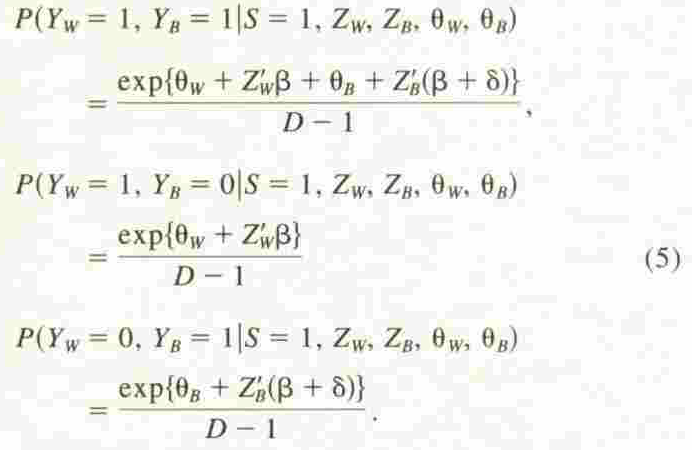 P(Y_W = 1, Y_B = 1|S = 1, Z_W, Z_B, θ_W, θ_B)
= exp{θ_W + Z′_Wβ + θ_B + Z′_B(β + δ)} / D − 1 ,
P(Y_W = 1, Y_B = 0|S = 1, Z_W, Z_B, θ_W, θ_B)
= exp{θ_W + Z′_Wβ} / D − 1 (5)
P(Y_W = 0, Y_B = 1|S = 1, Z_W, Z_B, θ_W, θ_B)
= exp{θ_B + Z′_B(β + δ)} / D − 1 .